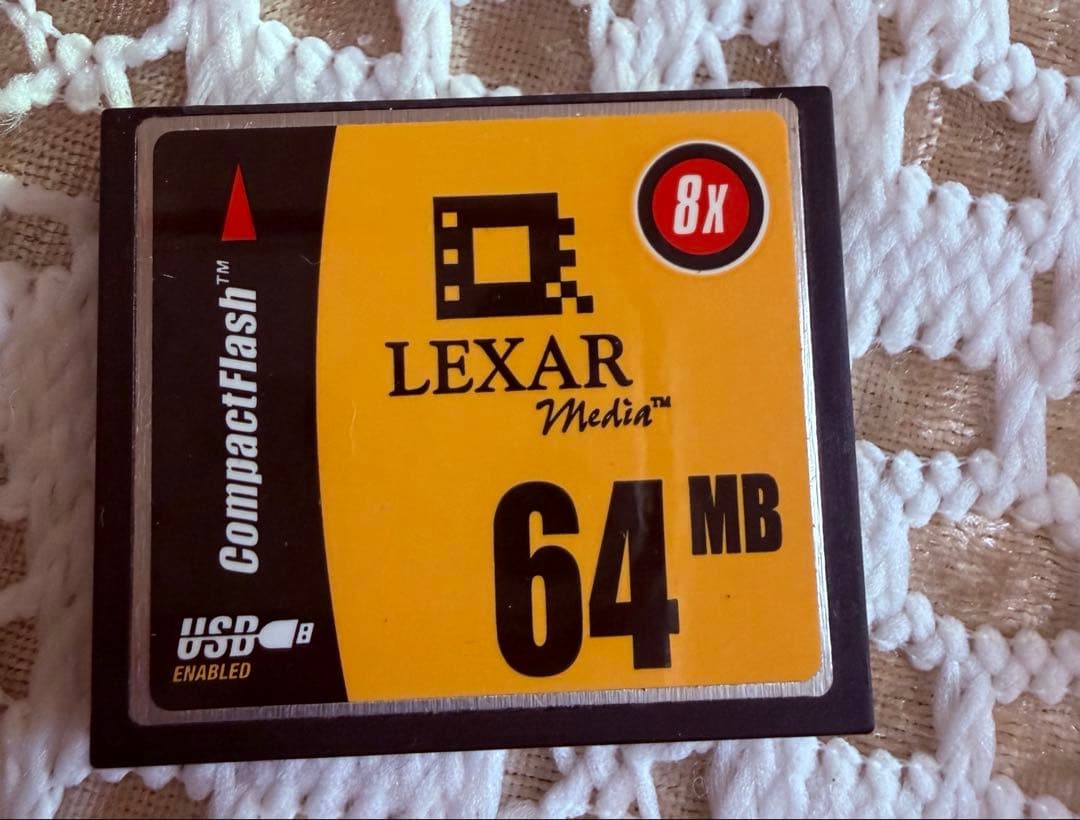 CompactFlash™
USB
ENABLED
8X
LEXAR
Media™
64 MB